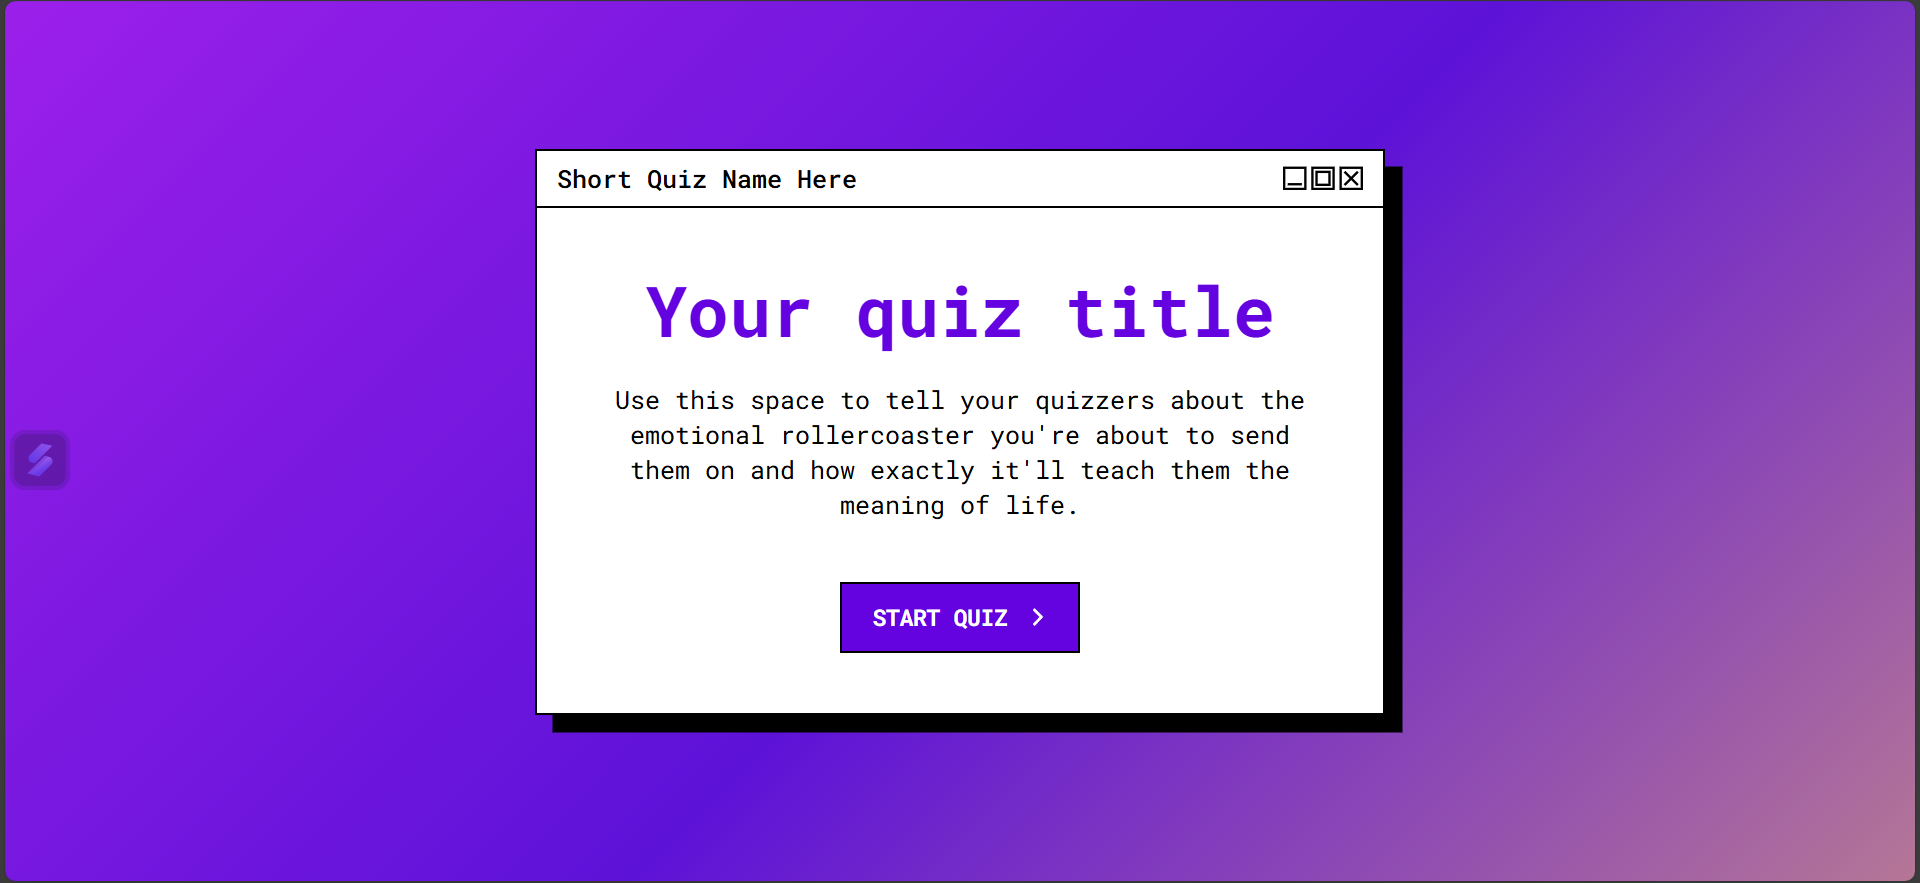 Short Quiz Name Here
Your quiz title
Use this space to tell your quizzers about the
emotional rollercoaster you're about to send
them on and how exactly it'll teach them the
meaning of life.
START QUIZ